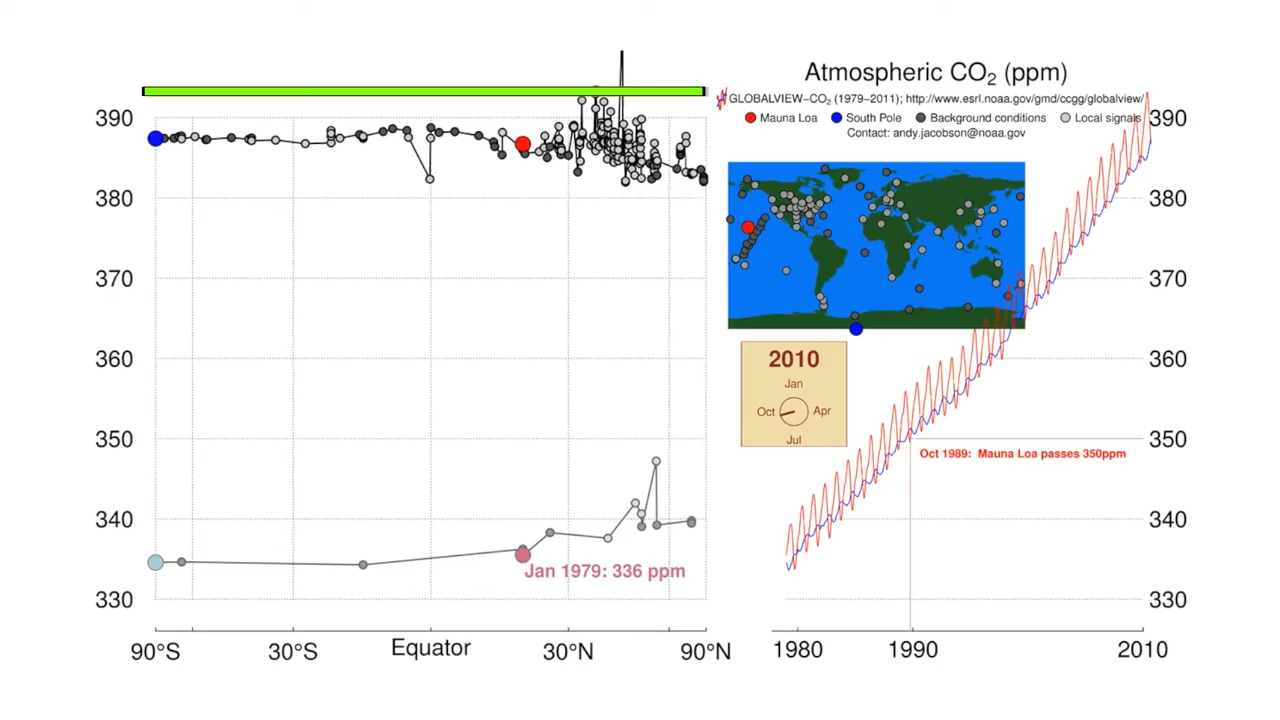 Atmospheric CO₂ (ppm)
GLOBALVIEW−CO₂ (1979−2011); http://www.esrl.noaa.gov/gmd/ccgg/globalview/
Mauna Loa South Pole Background conditions Local signals
Contact: andy.jacobson@noaa.gov
390
380
370
360
350
340
330
Jan 1979: 336 ppm
90°S 30°S Equator 30°N 90°N
2010
Jan
Oct Apr
Jul
Oct 1989: Mauna Loa passes 350ppm
390
380
370
360
350
340
330
1980 1990 2010